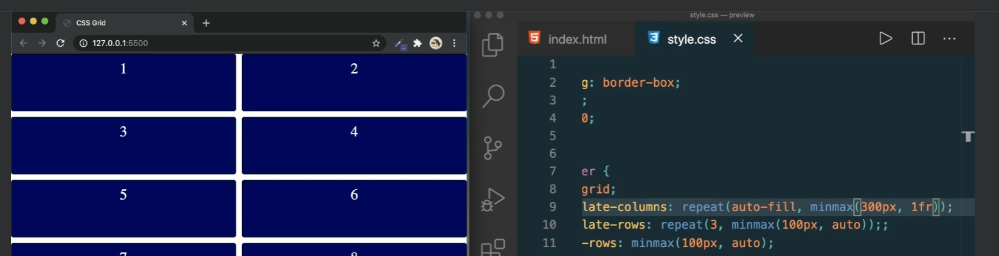 CSS Grid
127.0.0.1:5500
1 2
3 4
5 6
7 8
style.css — preview
index.html style.css
1
2 g: border-box;
3 ;
4 0;
5
6
7 er {
8 grid;
9 late-columns: repeat(auto-fill, minmax(300px, 1fr));
10 late-rows: repeat(3, minmax(100px, auto));;
11 -rows: minmax(100px, auto);